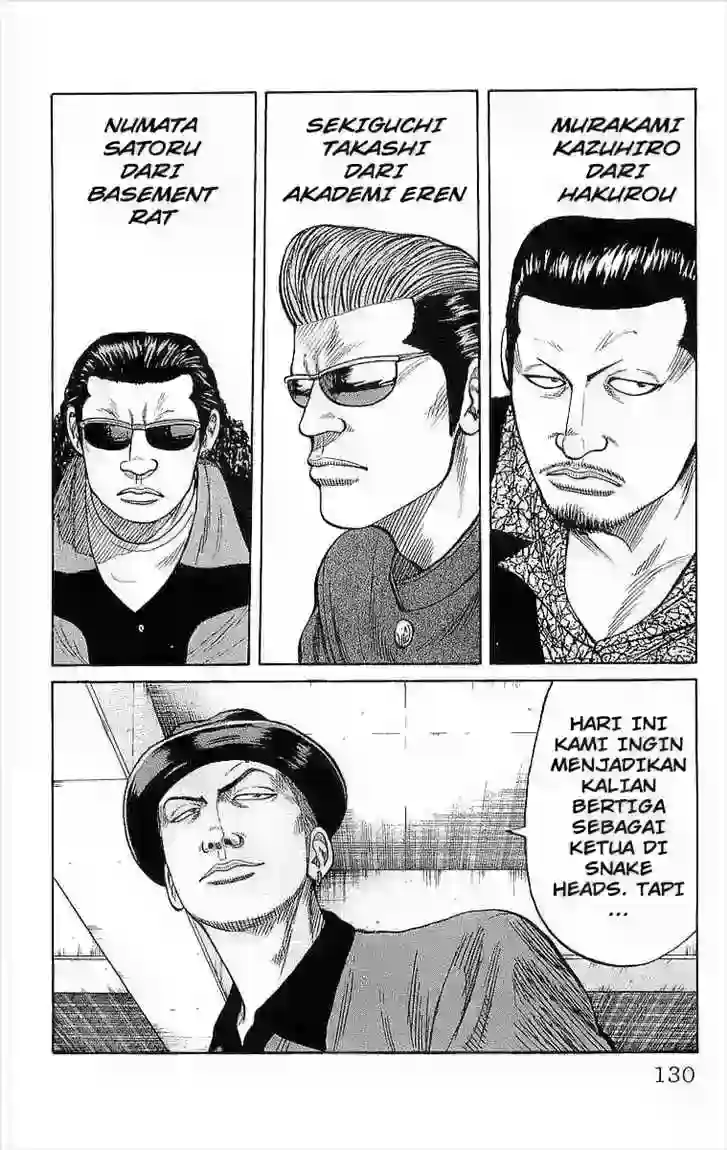 MURAKAMI
KAZUHIRO
DARI
HAKUROU
SEKIGUCHI
TAKASHI
DARI
AKADEMI EREN
NUMATA
SATORU
DARI
BASEMENT
RAT
HARI INI
KAMI INGIN
MENJADIKAN
KALIAN
BERTIGA
SEBAGAI
KETUA DI
SNAKE
HEADS. TAPI
...
130